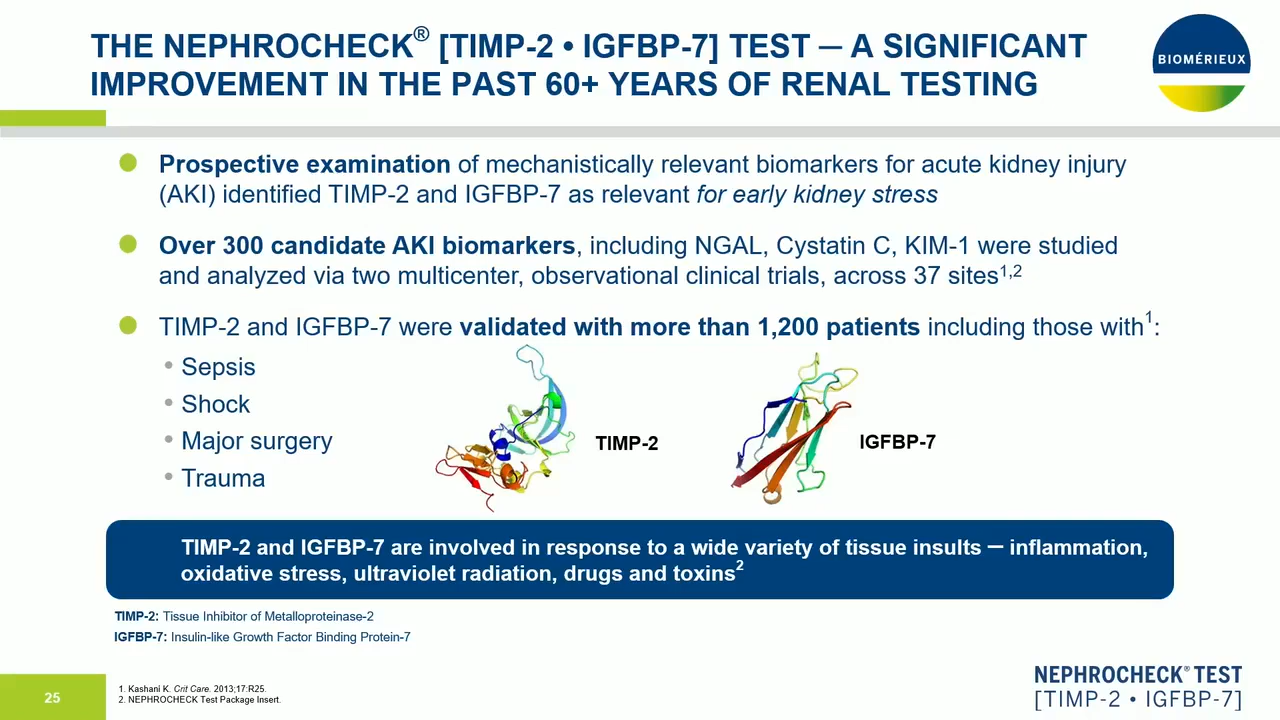 THE NEPHROCHECK® [TIMP-2 • IGFBP-7] TEST — A SIGNIFICANT
IMPROVEMENT IN THE PAST 60+ YEARS OF RENAL TESTING
BIOMÉRIEUX
Prospective examination of mechanistically relevant biomarkers for acute kidney injury
(AKI) identified TIMP-2 and IGFBP-7 as relevant for early kidney stress
Over 300 candidate AKI biomarkers, including NGAL, Cystatin C, KIM-1 were studied
and analyzed via two multicenter, observational clinical trials, across 37 sites1,2
TIMP-2 and IGFBP-7 were validated with more than 1,200 patients including those with1:
• Sepsis
• Shock
• Major surgery
• Trauma
TIMP-2
IGFBP-7
TIMP-2 and IGFBP-7 are involved in response to a wide variety of tissue insults — inflammation,
oxidative stress, ultraviolet radiation, drugs and toxins2
TIMP-2: Tissue Inhibitor of Metalloproteinase-2
IGFBP-7: Insulin-like Growth Factor Binding Protein-7
25
1. Kashani K. Crit Care. 2013;17:R25.
2. NEPHROCHECK Test Package Insert.
NEPHROCHECK® TEST
[TIMP-2 • IGFBP-7]